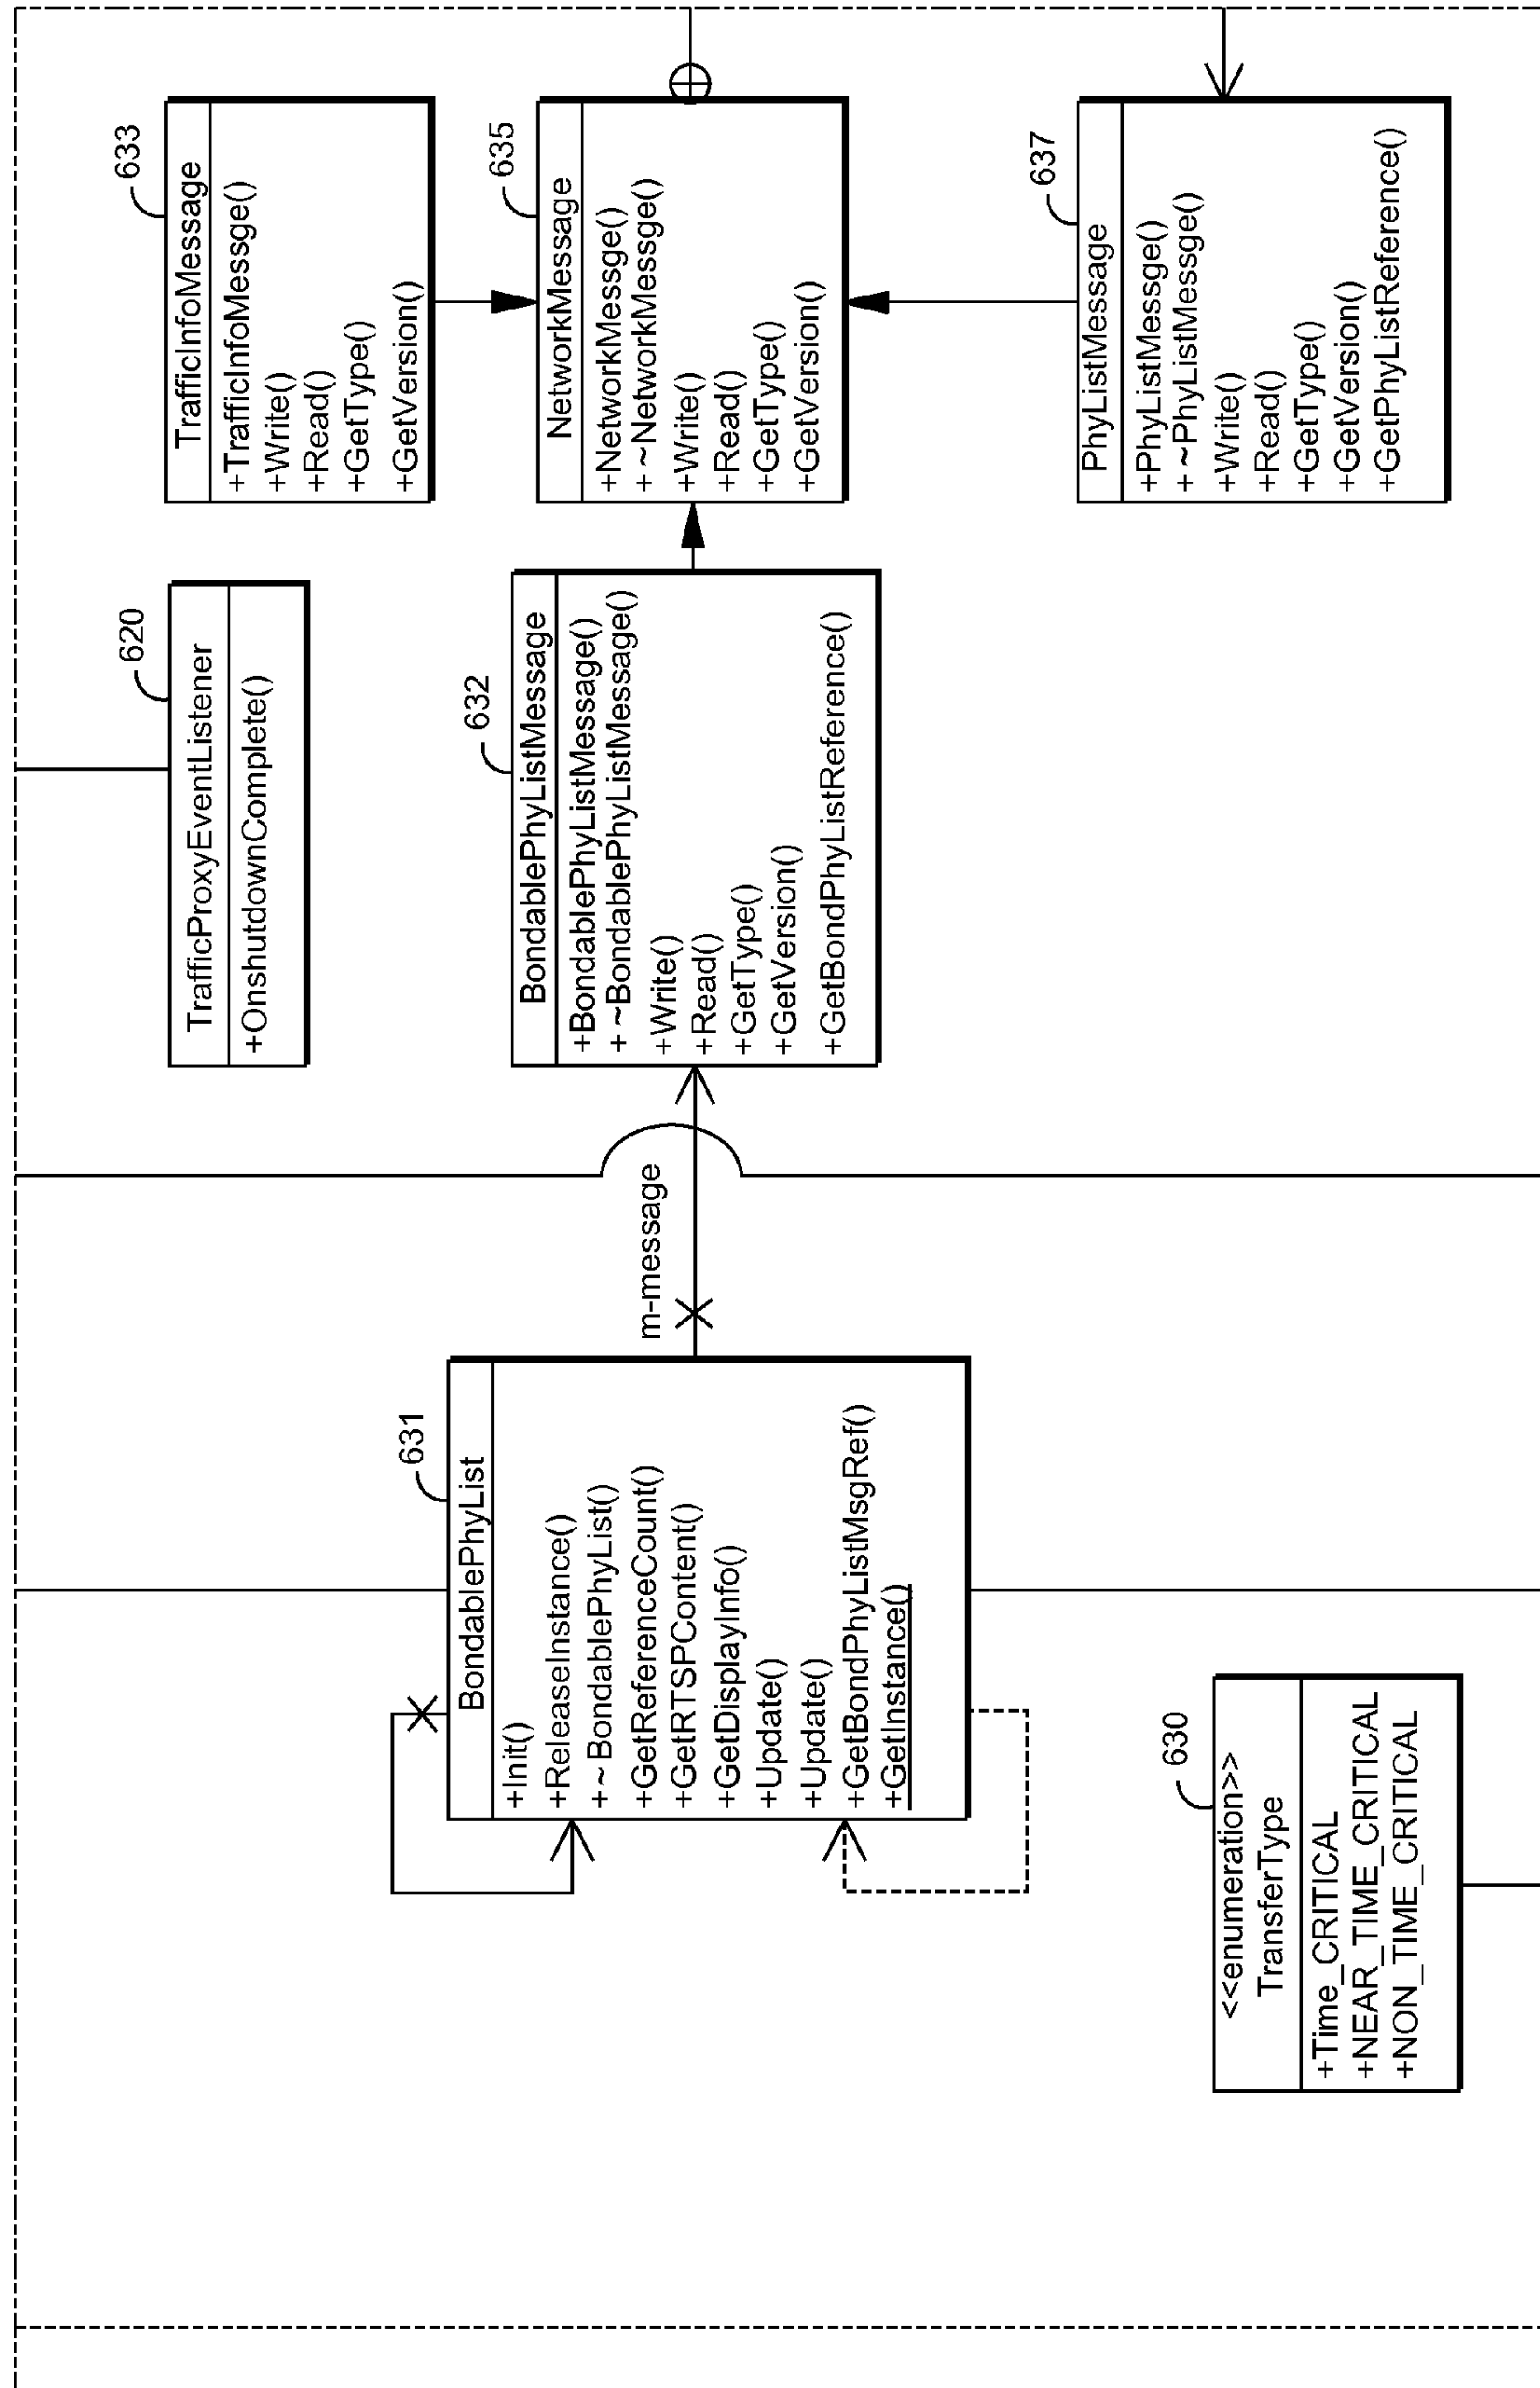 620
TrafficProxyEventListener
+OnshutdownComplete()
633
TrafficInfoMessage
+TrafficInfoMessge()
+Write()
+Read()
+GetType()
+GetVersion()
631
BondablePhyList
+Init()
+ReleaseInstance()
+~BondablePhyList()
+GetReferenceCount()
+GetRTSPContent()
+GetDisplayInfo()
+Update()
+Update()
+GetBondPhyListMsgRef()
+GetInstance()
m-message
632
BondablePhyListMessage
+BondablePhyListMessage()
+~BondablePhyListMessage()
+Write()
+Read()
+GetType()
+GetVersion()
+GetBondPhyListReference()
635
NetworkMessage
+NetworkMessge()
+~NetworkMessge()
+Write()
+Read()
+GetType()
+GetVersion()
630
<<enumeration>>
TransferType
+Time_CRITICAL
+NEAR_TIME_CRITICAL
+NON_TIME_CRITICAL
637
PhyListMessage
+PhyListMessge()
+~PhyListMessge()
+Write()
+Read()
+GetType()
+GetVersion()
+GetPhyListReference()